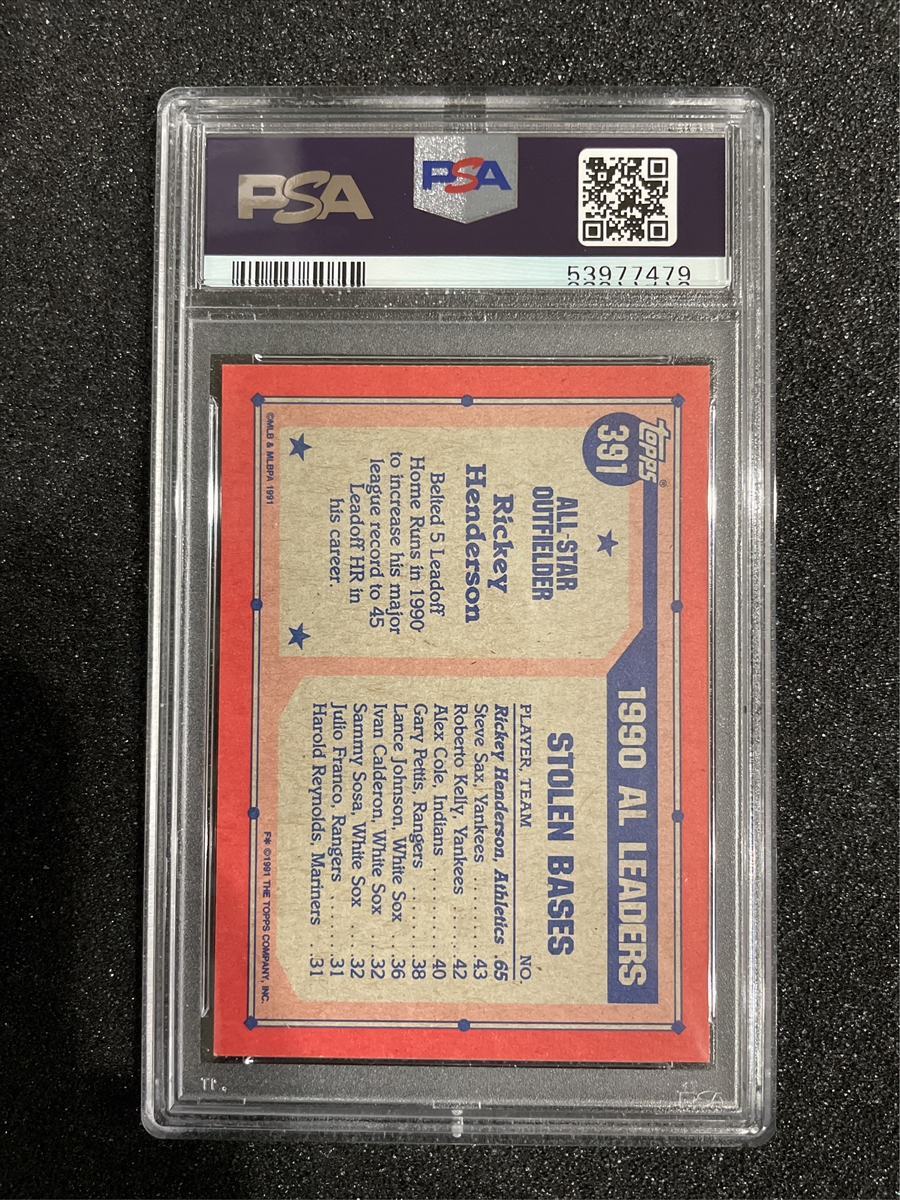 PSA
PSA
53977479
topps®
391
ALL-STAR
OUTFIELDER
Rickey
Henderson
Belted 5 Leadoff
Home Runs in 1990
to increase his major
league record to 45
Leadoff HR in
his career.
©MLB & MLBPA 1991
1990 AL LEADERS
STOLEN BASES
PLAYER, TEAM NO.
Rickey Henderson, Athletics .65
Steve Sax, Yankees ........43
Roberto Kelly, Yankees ...42
Alex Cole, Indians ........40
Gary Pettis, Rangers ......38
Lance Johnson, White Sox ..36
Ivan Calderon, White Sox ..32
Sammy Sosa, White Sox ...32
Julio Franco, Rangers ......31
Harold Reynolds, Mariners ..31
F* ©1991 THE TOPPS COMPANY, INC.
PSA